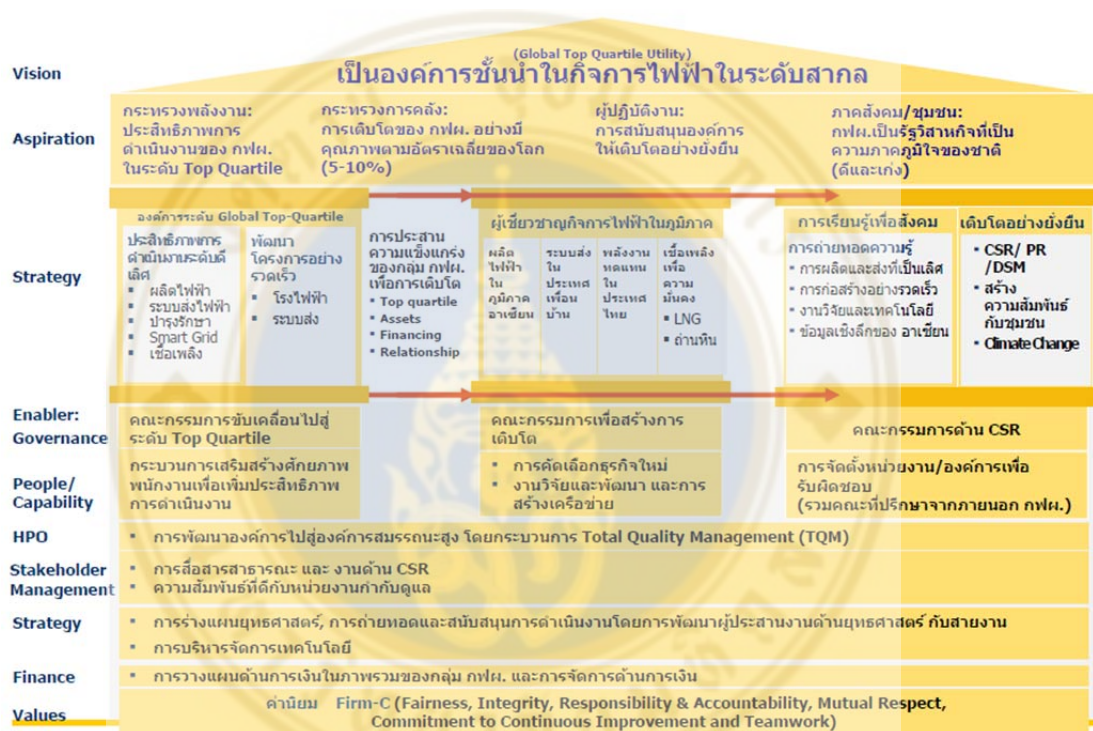 (Global Top Quartile Utility)
Vision
เป็นองค์การชั้นนำในกิจการไฟฟ้าในระดับสากล
Aspiration
กระทรวงพลังงาน:
ประสิทธิภาพการ
ดำเนินงานของ กฟผ.
ในระดับ Top Quartile
กระทรวงการคลัง:
การเติบโตของ กฟผ. อย่างมี
คุณภาพตามอัตราเฉลี่ยของโลก
(5-10%)
ผู้ปฏิบัติงาน:
การสนับสนุนองค์การ
ให้เติบโตอย่างยั่งยืน
ภาคสังคม/ชุมชน:
กฟผ.เป็นรัฐวิสาหกิจที่เป็น
ความภาคภูมิใจของชาติ
(ดีและเก่ง)
Strategy
องค์การระดับ Global Top-Quartile
ประสิทธิภาพการ
ดำเนินงานระดับดี
เลิศ
▪ ผลิตไฟฟ้า
▪ ระบบส่งไฟฟ้า
▪ บำรุงรักษา
▪ Smart Grid
▪ เชื้อเพลิง
พัฒนา
โครงการอย่าง
รวดเร็ว
▪ โรงไฟฟ้า
▪ ระบบส่ง
การประสาน
ความแข็งแกร่ง
ของกลุ่ม กฟผ.
เพื่อการเติบโต
▪ Top quartile
▪ Assets
▪ Financing
▪ Relationship
ผู้เชี่ยวชาญกิจการไฟฟ้าในภูมิภาค
ผลิต
ไฟฟ้า
ใน
ภูมิภาค
อาเซียน
ระบบส่ง
ใน
ประเทศ
เพื่อน
บ้าน
พลังงาน
ทดแทน
ใน
ประเทศ
ไทย
เชื้อเพลิง
เพื่อ
ความ
มั่นคง
▪ LNG
▪ ถ่านหิน
การเรียนรู้เพื่อสังคม
การถ่ายทอดความรู้
▪ การผลิตและส่งที่เป็นเลิศ
▪ การก่อสร้างอย่างรวดเร็ว
▪ งานวิจัยและเทคโนโลยี
▪ ข้อมูลเชิงลึกของ อาเซียน
เติบโตอย่างยั่งยืน
▪ CSR/ PR
/DSM
▪ สร้าง
ความสัมพันธ์
กับชุมชน
▪ Climate Change
Enabler:
Governance
คณะกรรมการขับเคลื่อนไปสู่
ระดับ Top Quartile
คณะกรรมการเพื่อสร้างการ
เติบโต
คณะกรรมการด้าน CSR
People/
Capability
กระบวนการเสริมสร้างศักยภาพ
พนักงานเพื่อเพิ่มประสิทธิภาพ
การดำเนินงาน
▪ การคัดเลือกธุรกิจใหม่
▪ งานวิจัยและพัฒนา และการ
สร้างเครือข่าย
การจัดตั้งหน่วยงาน/องค์การเพื่อ
รับผิดชอบ
(รวมคณะที่ปรึกษาจากภายนอก กฟผ.)
HPO
▪ การพัฒนาองค์การไปสู่องค์การสมรรถนะสูง โดยกระบวนการ Total Quality Management (TQM)
Stakeholder
Management
▪ การสื่อสารสาธารณะ และ งานด้าน CSR
▪ ความสัมพันธ์ที่ดีกับหน่วยงานกำกับดูแล
Strategy
▪ การร่างแผนยุทธศาสตร์, การถ่ายทอดและสนับสนุนการดำเนินงานโดยการพัฒนาผู้ประสานงานด้านยุทธศาสตร์ กับสายงาน
▪ การบริหารจัดการเทคโนโลยี
Finance
▪ การวางแผนด้านการเงินในภาพรวมของกลุ่ม กฟผ. และการจัดการด้านการเงิน
Values
ค่านิยม Firm-C (Fairness, Integrity, Responsibility & Accountability, Mutual Respect,
Commitment to Continuous Improvement and Teamwork)